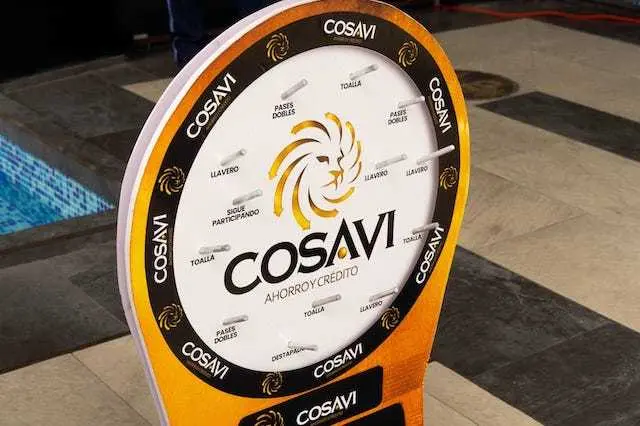 COSAVI
COSAVI
COSAVI
TOALLA
PASES
DOBLES
PASES
DOBLES
LLAVERO
LLAVERO
LLAVERO
SIGUE
PARTICIPANDO
COSAVI
TOALLA
TOALLA
COSAVI
AHORRO Y CRÉDITO
COSAVI
TOALLA
LLAVERO
PASES
DOBLES
COSAVI
COSAVI
COSAVI